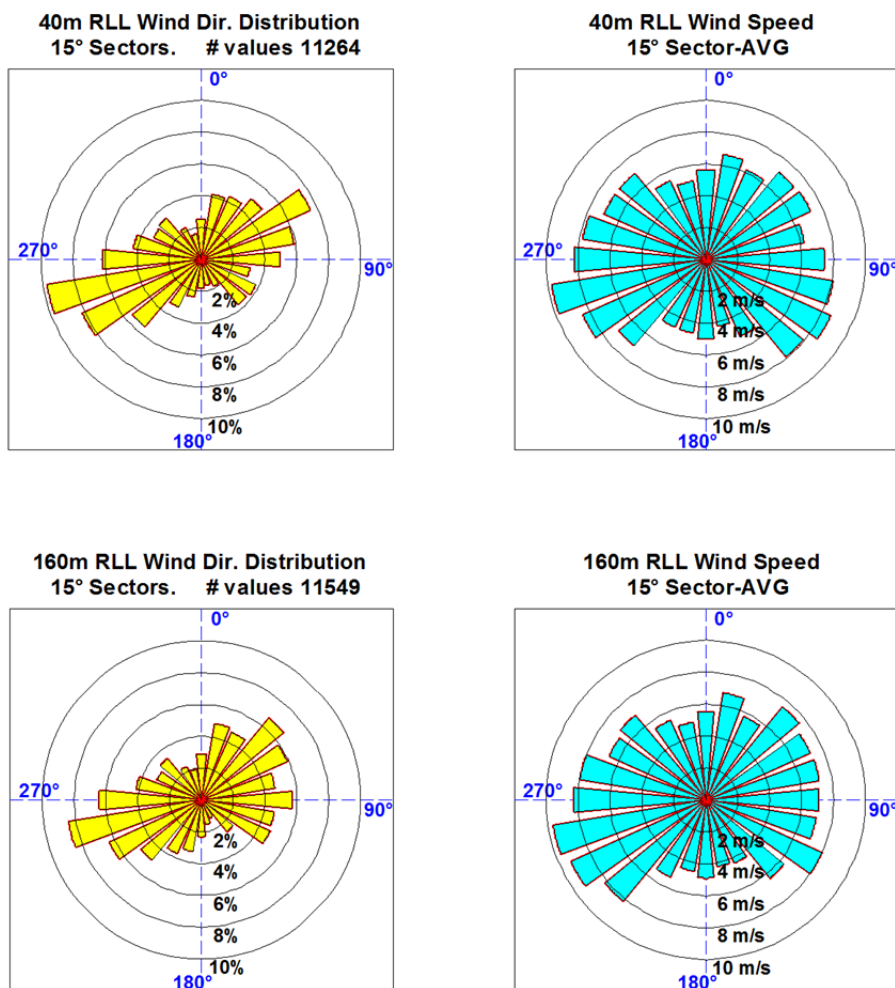 40m RLL Wind Dir. Distribution
15° Sectors. # values 11264
0°
270°
90°
2%
4%
6%
8%
10%
180°
40m RLL Wind Speed
15° Sector-AVG
0°
270°
90°
2 m/s
4 m/s
6 m/s
8 m/s
10 m/s
180°
160m RLL Wind Dir. Distribution
15° Sectors. # values 11549
0°
270°
90°
2%
4%
6%
8%
10%
180°
160m RLL Wind Speed
15° Sector-AVG
0°
270°
90°
2 m/s
4 m/s
6 m/s
8 m/s
10 m/s
180°